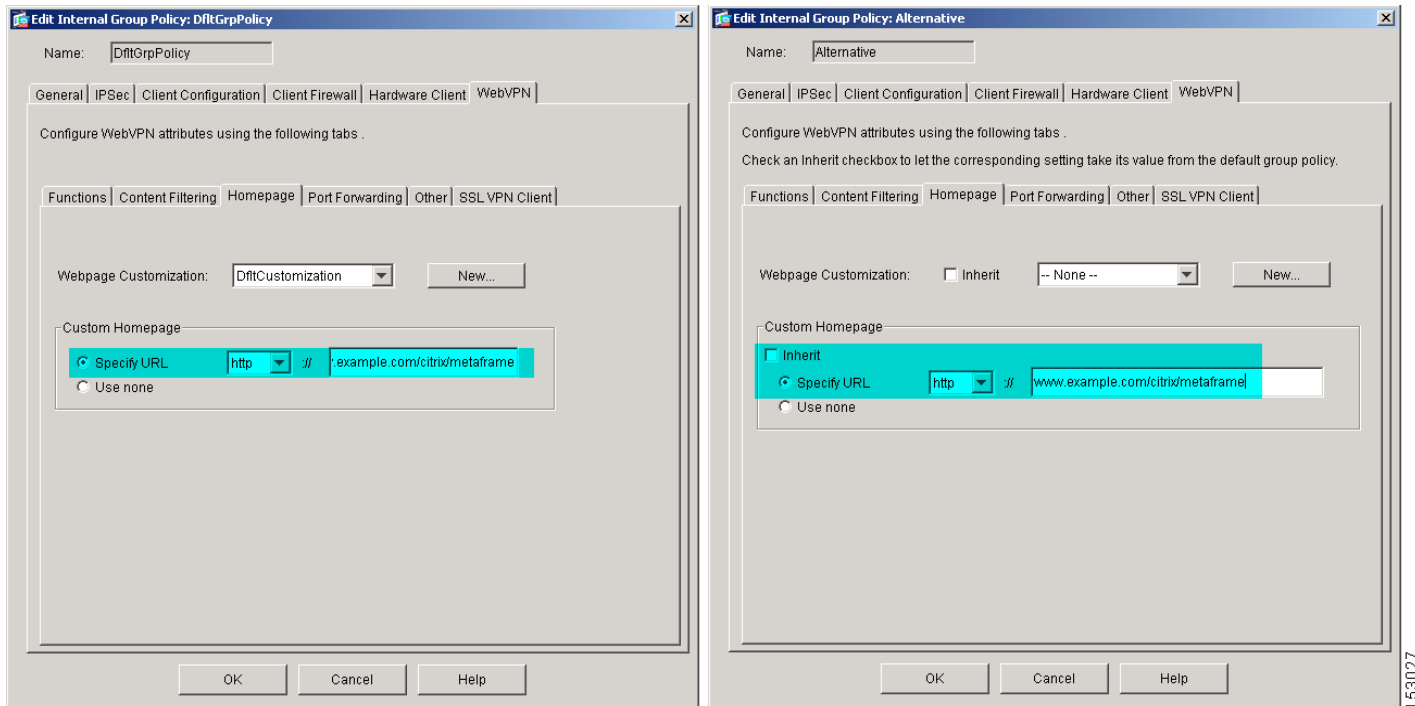 Edit Internal Group Policy: DfltGrpPolicy
Name: DfltGrpPolicy
General IPSec Client Configuration Client Firewall Hardware Client WebVPN
Configure WebVPN attributes using the following tabs .
Functions Content Filtering Homepage Port Forwarding Other SSL VPN Client
Webpage Customization: DfltCustomization New...
Custom Homepage
Specify URL http :// .example.com/citrix/metaframe
Use none
OK Cancel Help
Edit Internal Group Policy: Alternative
Name: Alternative
General IPSec Client Configuration Client Firewall Hardware Client WebVPN
Configure WebVPN attributes using the following tabs .
Check an Inherit checkbox to let the corresponding setting take its value from the default group policy.
Functions Content Filtering Homepage Port Forwarding Other SSL VPN Client
Webpage Customization: Inherit -- None -- New...
Custom Homepage
Inherit
Specify URL http :// www.example.com/citrix/metaframe
Use none
OK Cancel Help
153027